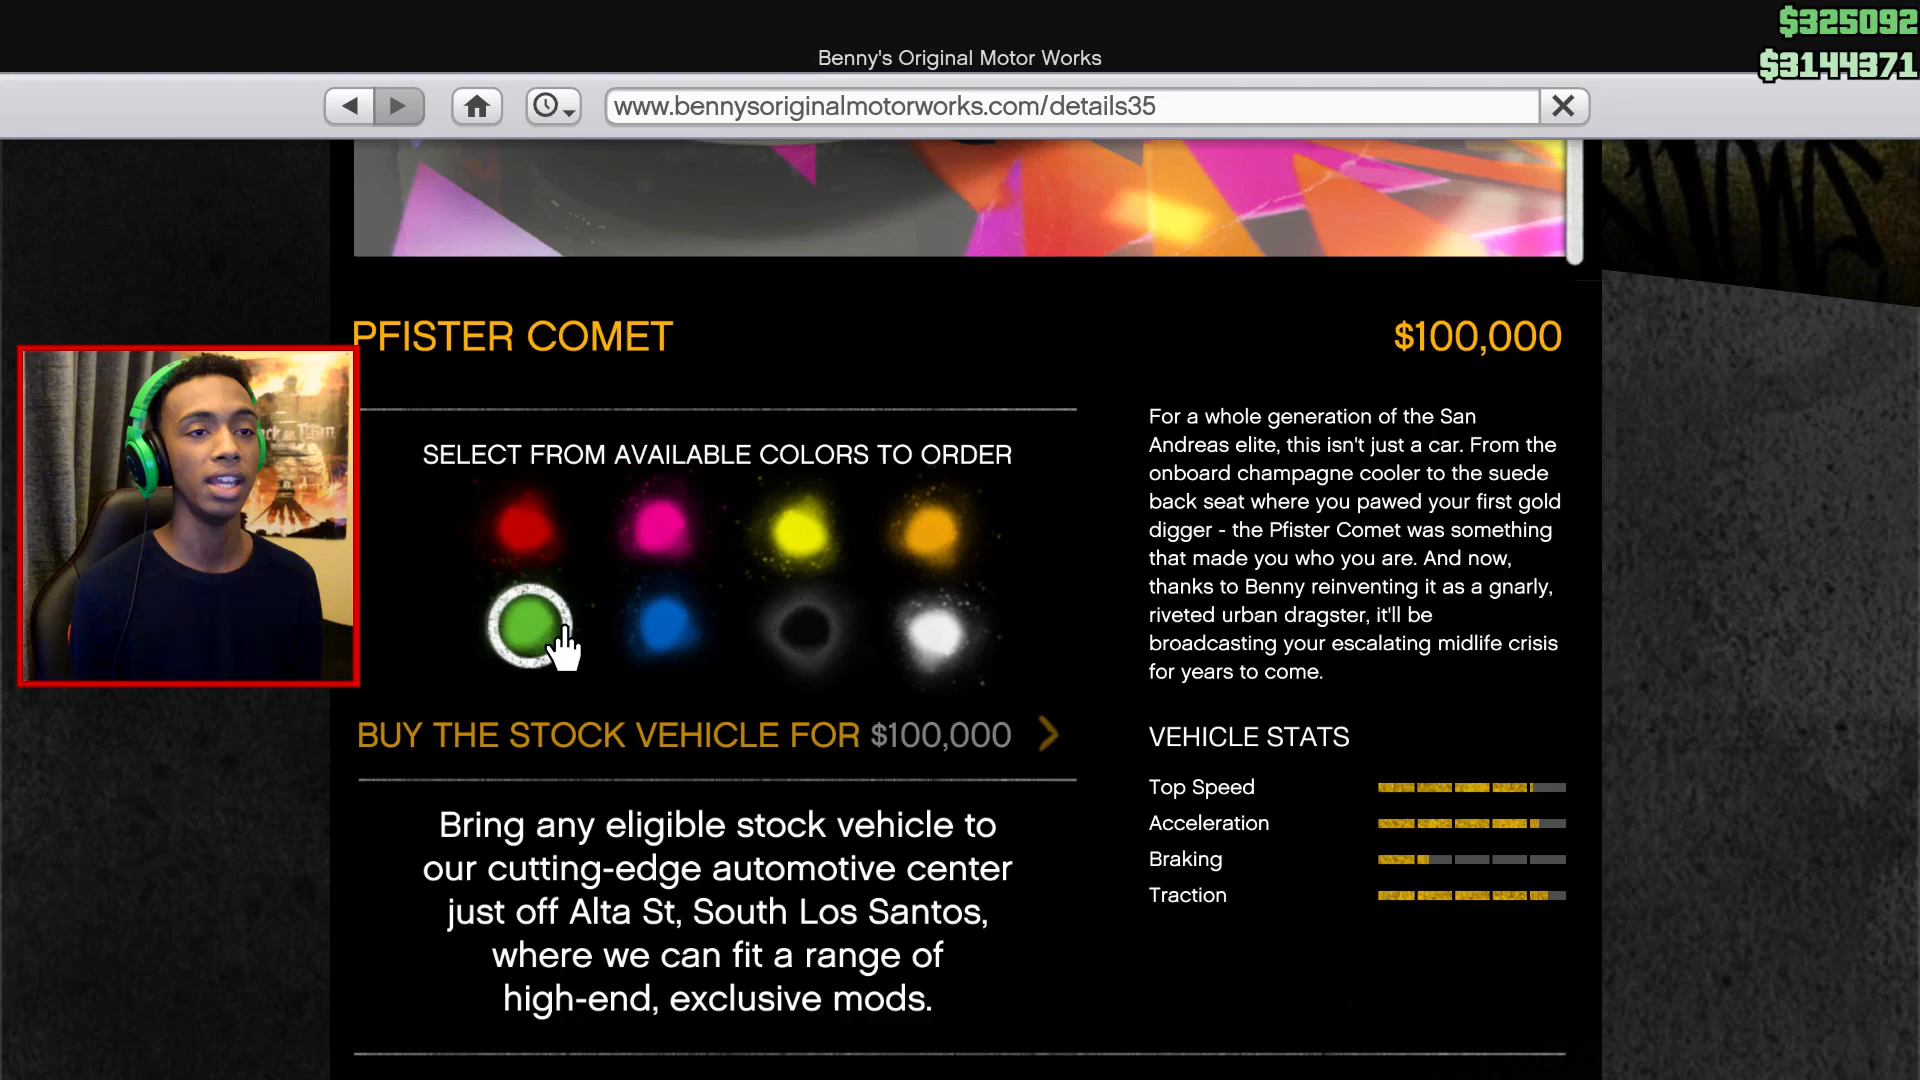 $325092
Benny's Original Motor Works
$3144371
www.bennysoriginalmotorworks.com/details35
PFISTER COMET
$100,000
SELECT FROM AVAILABLE COLORS TO ORDER
BUY THE STOCK VEHICLE FOR $100,000
Bring any eligible stock vehicle to
our cutting-edge automotive center
just off Alta St, South Los Santos,
where we can fit a range of
high-end, exclusive mods.
For a whole generation of the San
Andreas elite, this isn't just a car. From the
onboard champagne cooler to the suede
back seat where you pawed your first gold
digger - the Pfister Comet was something
that made you who you are. And now,
thanks to Benny reinventing it as a gnarly,
riveted urban dragster, it'll be
broadcasting your escalating midlife crisis
for years to come.
VEHICLE STATS
Top Speed
Acceleration
Braking
Traction